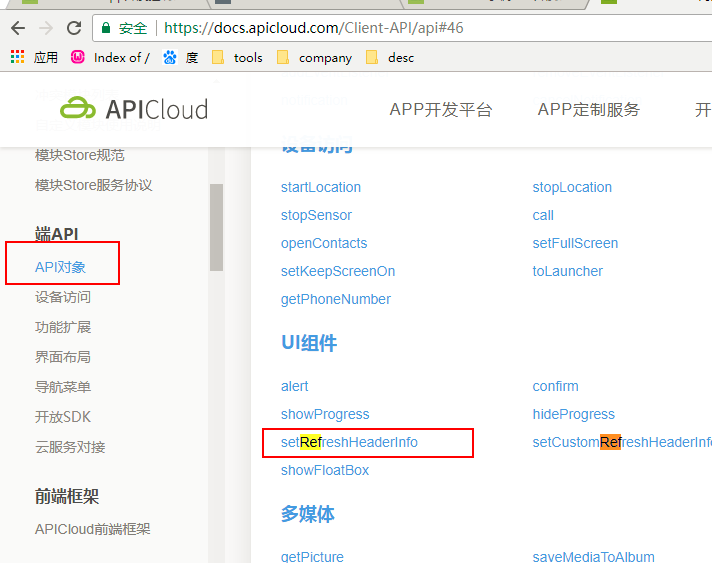 安全 https://docs.apicloud.com/Client-API/api#46
应用 Index of / 度 tools company desc
APICloud APP开发平台 APP定制服务 开
模块Store规范
模块Store服务协议
端API
API对象
设备访问
功能扩展
界面布局
导航菜单
开放SDK
云服务对接
前端框架
APICloud前端框架
设备访问
startLocation stopLocation
stopSensor call
openContacts setFullScreen
setKeepScreenOn toLauncher
getPhoneNumber
UI组件
alert confirm
showProgress hideProgress
setRefreshHeaderInfo setCustomRefreshHeaderInfo
showFloatBox
多媒体
getPicture saveMediaToAlbum